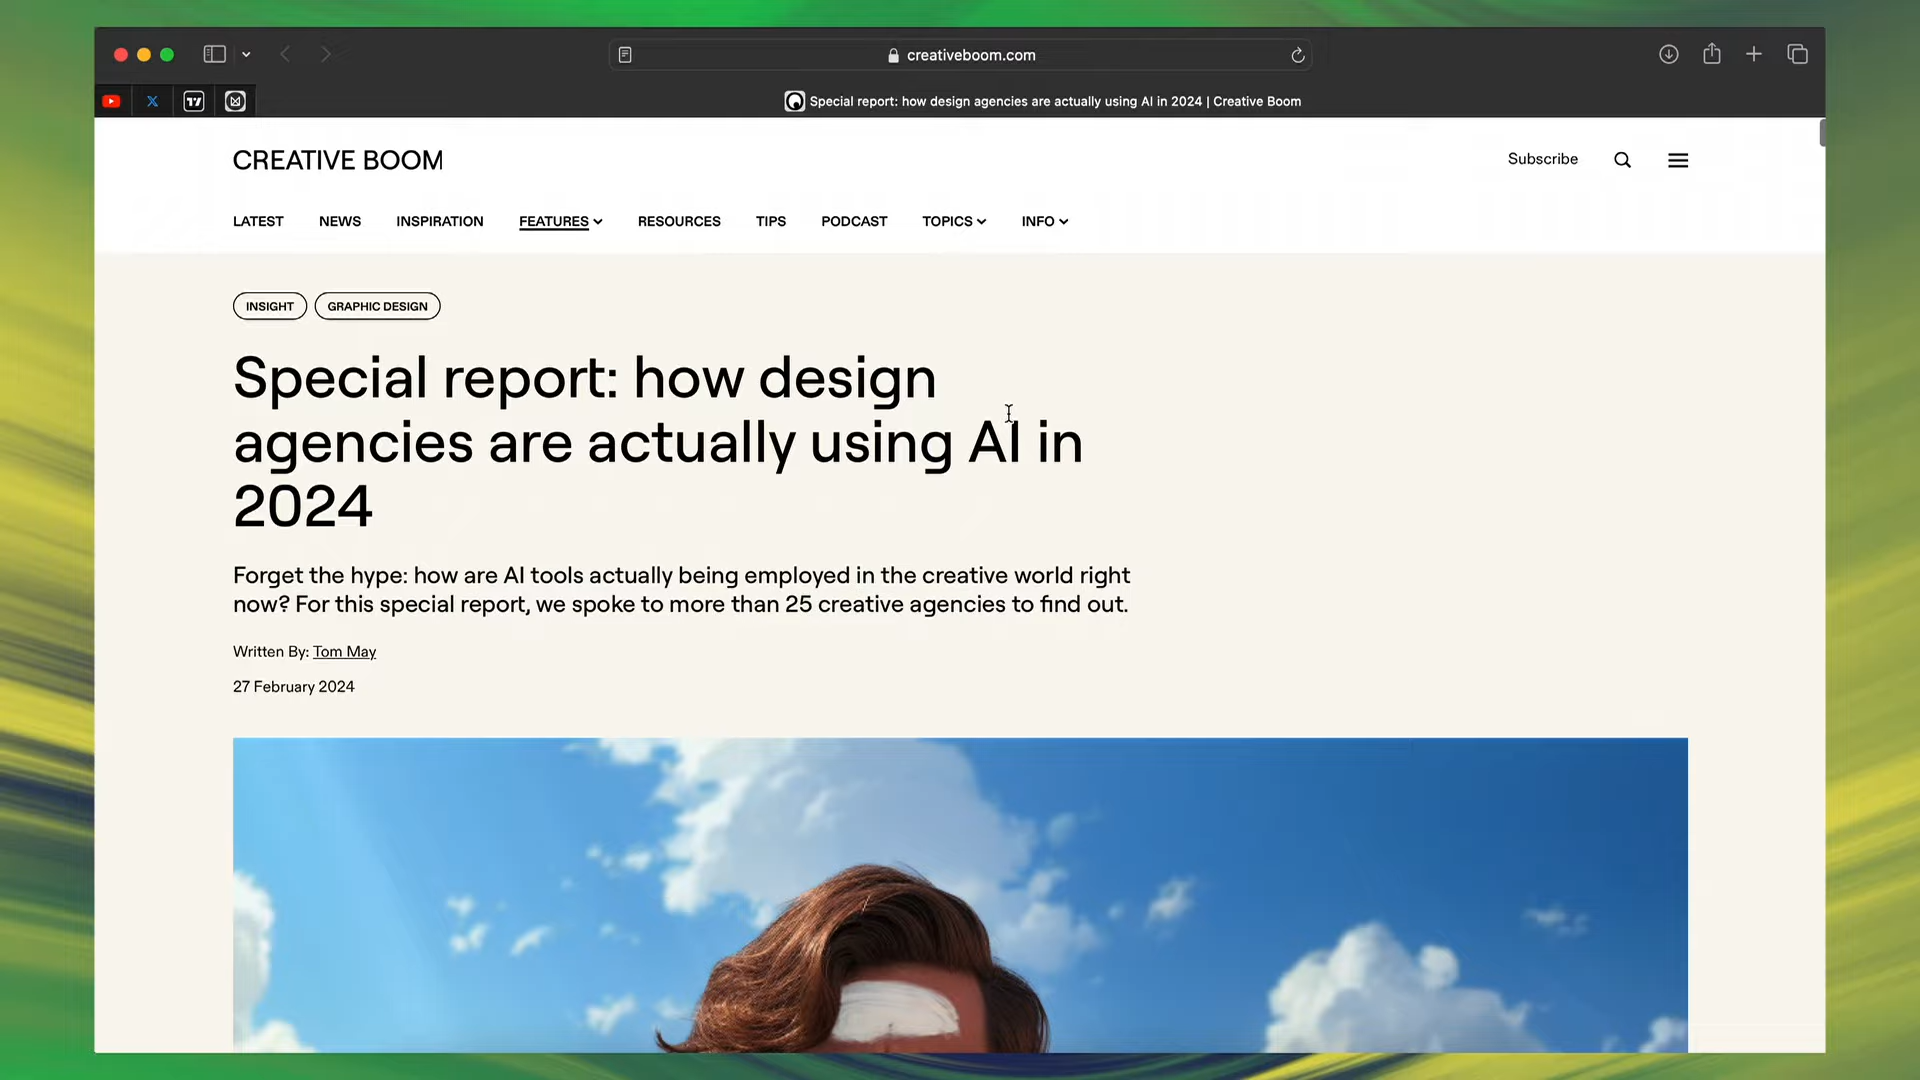 creativeboom.com
Special report: how design agencies are actually using AI in 2024 | Creative Boom
CREATIVE BOOM
Subscribe
LATEST NEWS INSPIRATION FEATURES RESOURCES TIPS PODCAST TOPICS INFO
INSIGHT GRAPHIC DESIGN
Special report: how design
agencies are actually using AI in
2024
Forget the hype: how are AI tools actually being employed in the creative world right
now? For this special report, we spoke to more than 25 creative agencies to find out.
Written By: Tom May
27 February 2024